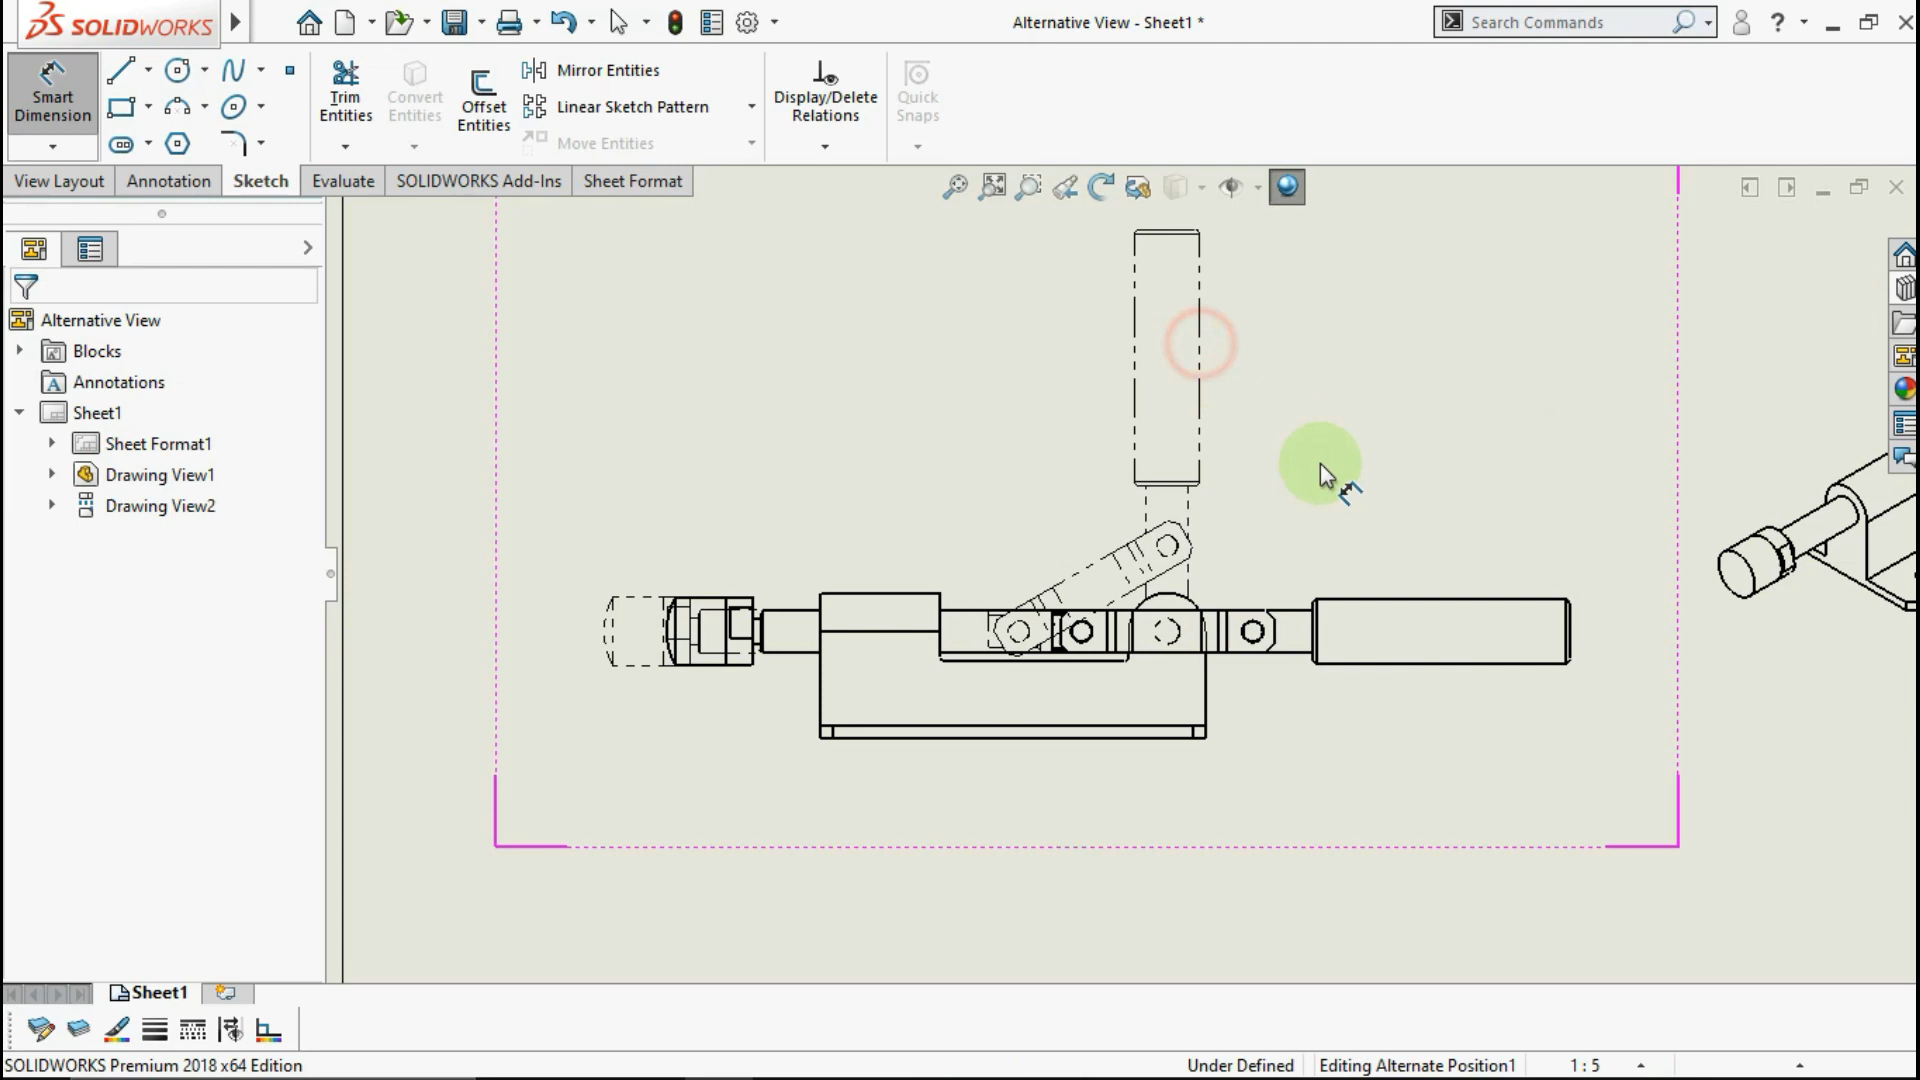 SOLIDWORKS
Alternative View - Sheet1 *
Search Commands
?
Smart Dimension
Trim Entities
Convert Entities
Offset Entities
Mirror Entities
Linear Sketch Pattern
Move Entities
Display/Delete Relations
Quick Snaps
View Layout
Annotation
Sketch
Evaluate
SOLIDWORKS Add-Ins
Sheet Format
Alternative View
Blocks
A
Annotations
Sheet1
Sheet Format1
Drawing View1
Drawing View2
Sheet1
SOLIDWORKS Premium 2018 x64 Edition
Under Defined
Editing Alternate Position1
1 : 5